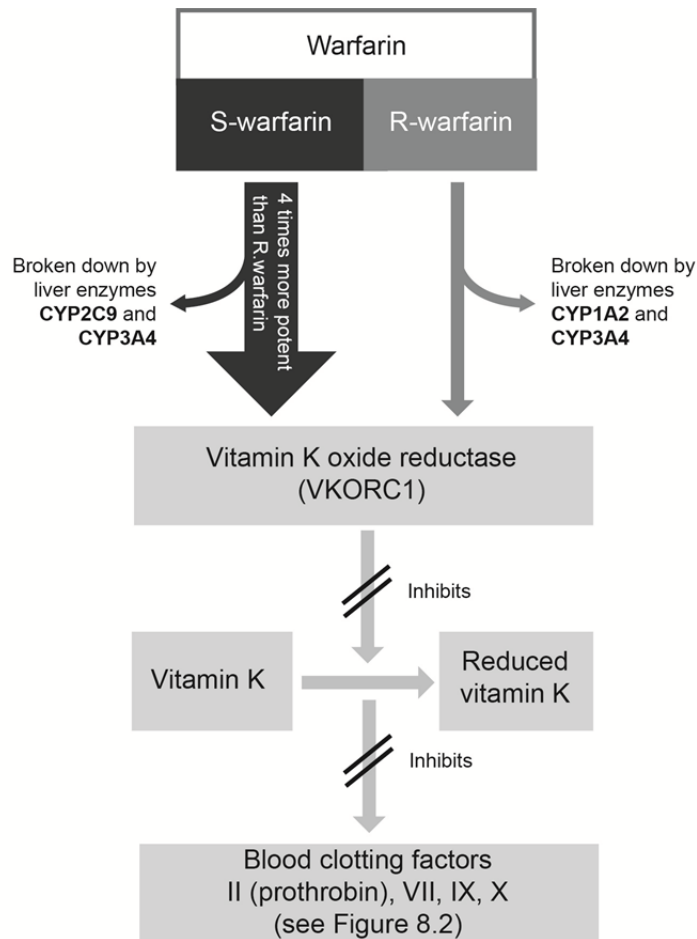 Warfarin
S-warfarin
R-warfarin
4 times more potent
than R.warfarin
Broken down by
liver enzymes
CYP2C9 and
CYP3A4
Broken down by
liver enzymes
CYP1A2 and
CYP3A4
Vitamin K oxide reductase
(VKORC1)
Inhibits
Vitamin K
Reduced
vitamin K
Inhibits
Blood clotting factors
II (prothrobin), VII, IX, X
(see Figure 8.2)